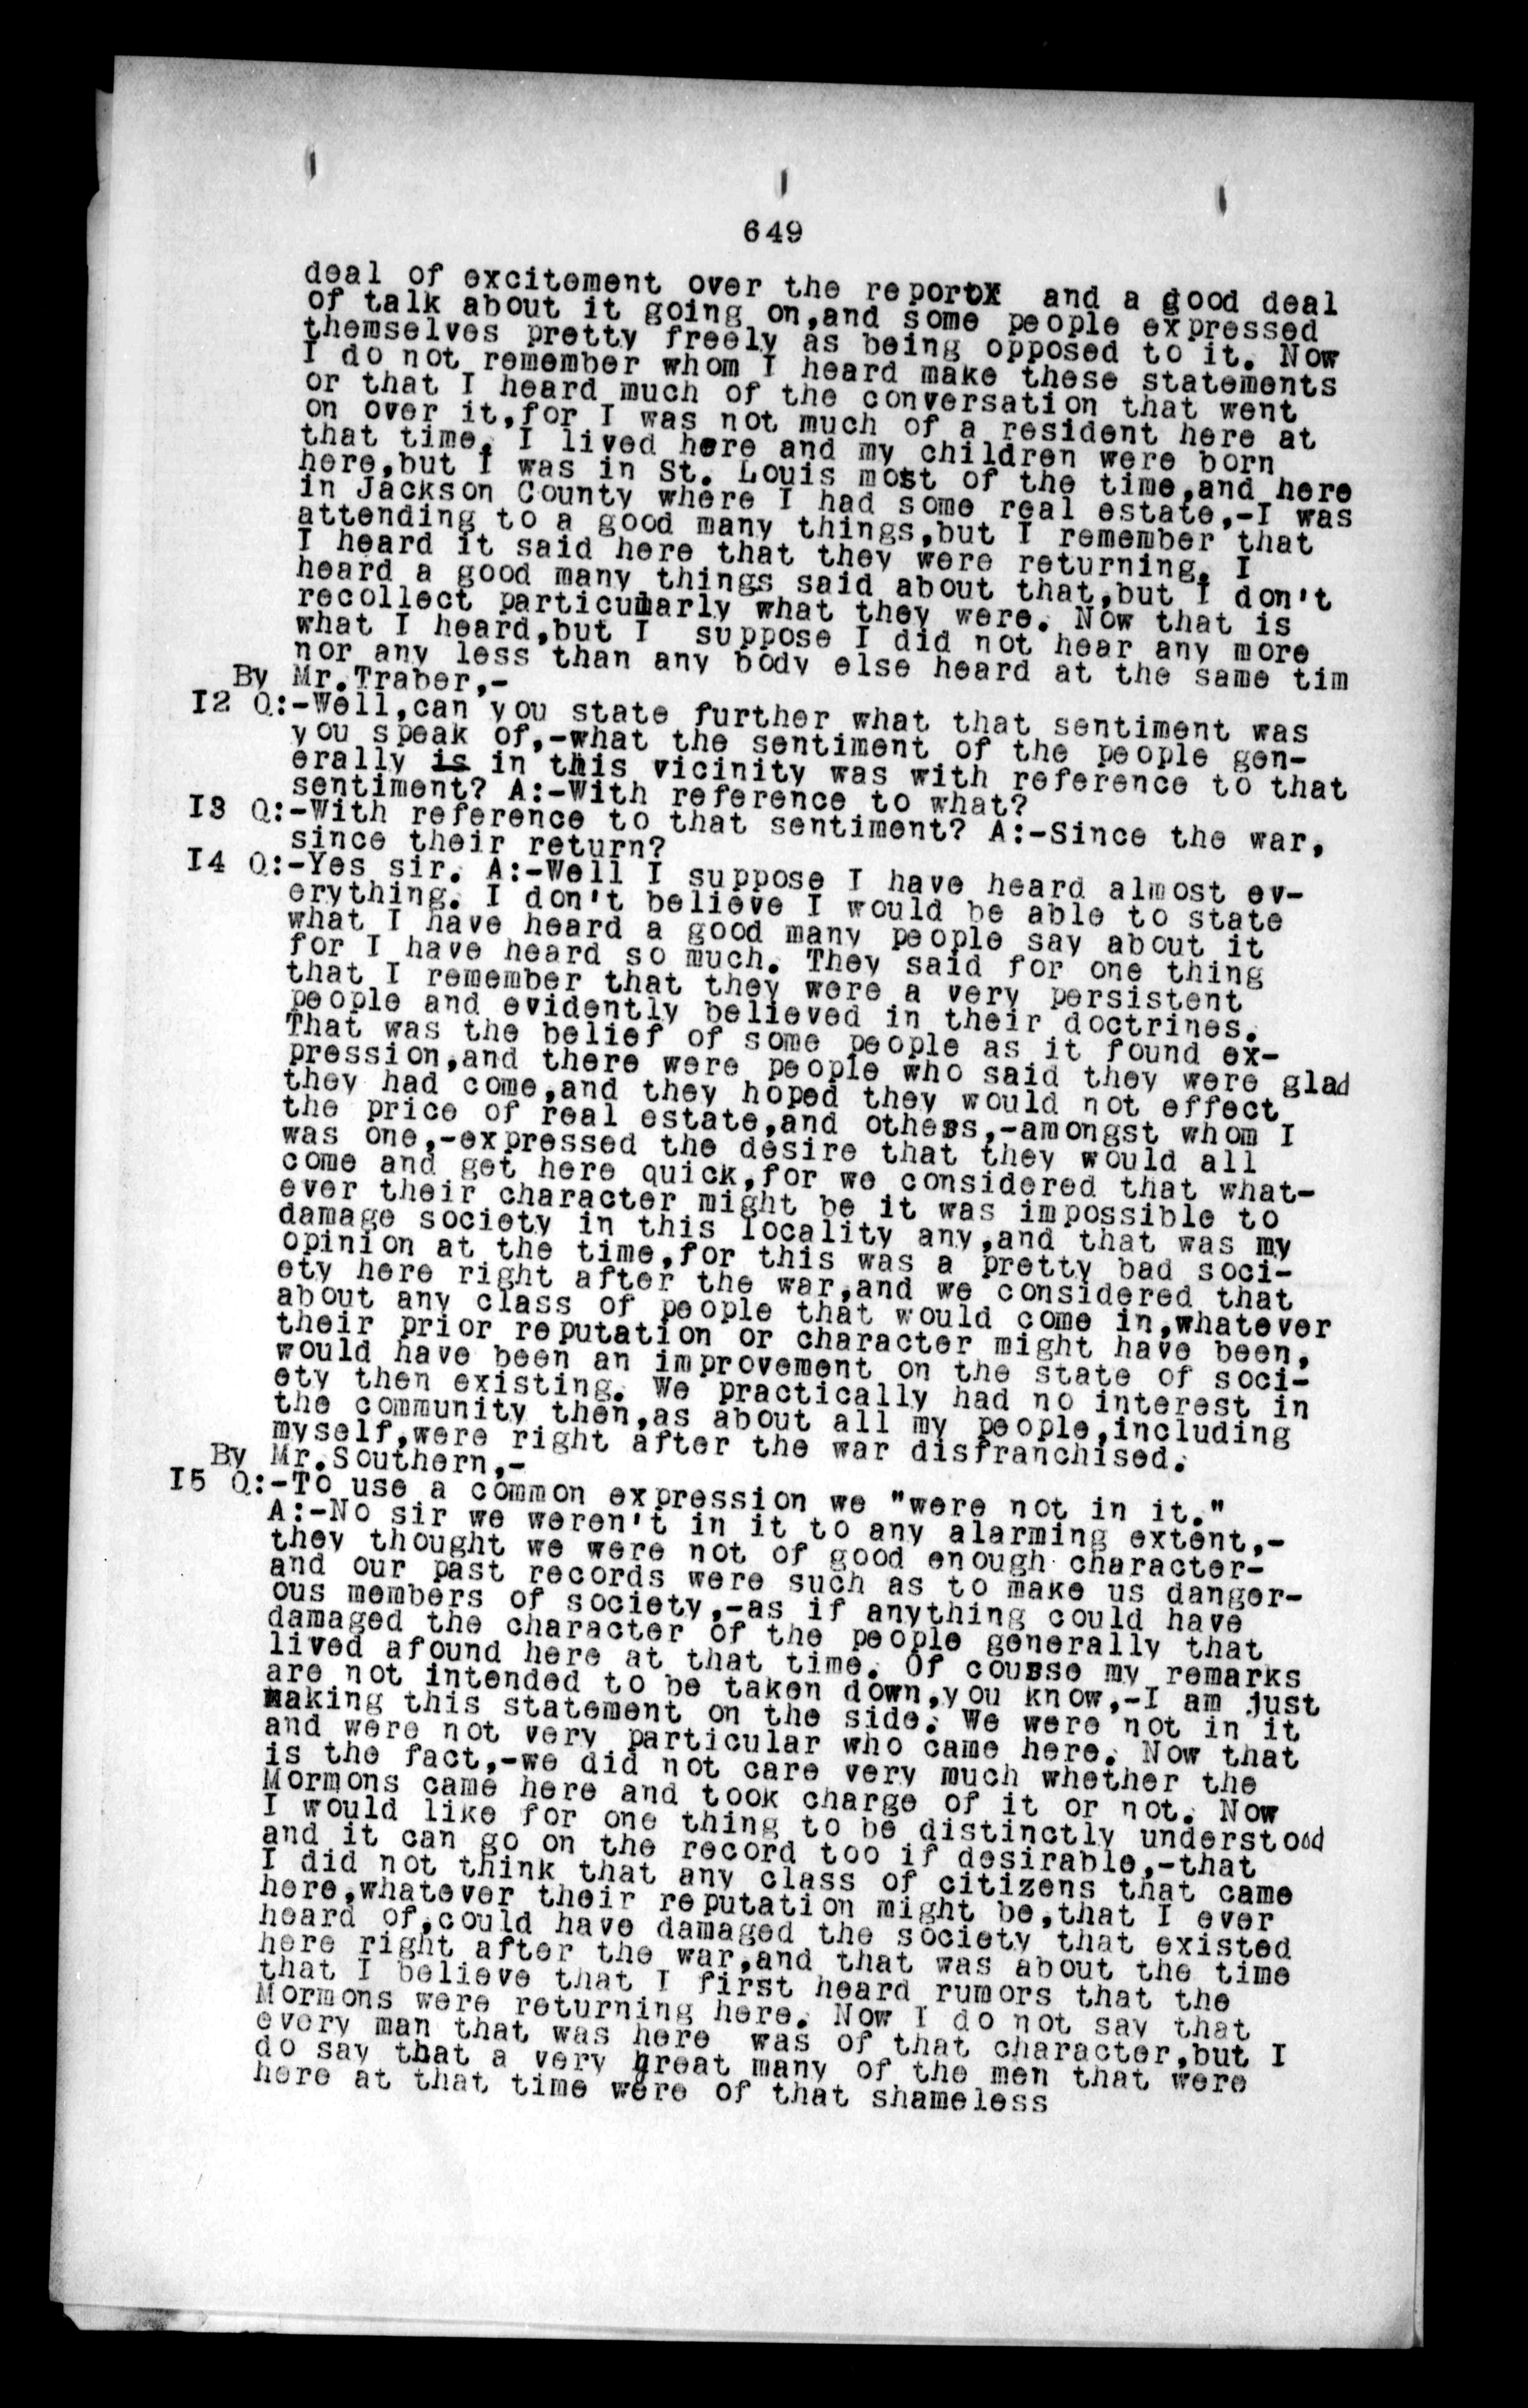 649
deal of excitement over the reportX and a good deal
of talk about it going on,and some people expressed
themselves pretty freely as being opposed to it. Now
I do not remember whom I heard make these statements
or that I heard much of the conversation that went
on over it,for I was not much of a resident here at
that time. I lived here and my children were born
here,but I was in St. Louis most of the time,and here
in Jackson County where I had some real estate,-I was
attending to a good many things,but I remember that
I heard it said here that they were returning. I
heard a good many things said about that,but I don't
recollect particularly what they were. Now that is
what I heard,but I suppose I did not hear any more
nor any less than any body else heard at the same tim
By Mr.Traber,-
I2 Q:-Well,can you state further what that sentiment was
you speak of,-what the sentiment of the people gen-
erally is in this vicinity was with reference to that
sentiment? A:-With reference to what?
I3 Q:-With reference to that sentiment? A:-Since the war,
since their return?
I4 Q:-Yes sir. A:-Well I suppose I have heard almost ev-
erything. I don't believe I would be able to state
what I have heard a good many people say about it
for I have heard so much. They said for one thing
that I remember that they were a very persistent
people and evidently believed in their doctrines.
That was the belief of some people as it found ex-
pression,and there were people who said they were glad
they had come,and they hoped they would not effect
the price of real estate,and othess,-amongst whom I
was one,-expressed the desire that they would all
come and get here quick,for we considered that what-
ever their character might be it was impossible to
damage society in this locality any,and that was my
opinion at the time,for this was a pretty bad soci-
ety here right after the war,and we considered that
about any class of people that would come in,whatever
their prior reputation or character might have been,
would have been an improvement on the state of soci-
ety then existing. We practically had no interest in
the community then,as about all my people,including
myself,were right after the war disfranchised.
By Mr.Southern,-
I5 Q:-To use a common expression we "were not in it."
A:-No sir we weren't in it to any alarming extent,-
they thought we were not of good enough character-
and our past records were such as to make us danger-
ous members of society,-as if anything could have
damaged the character of the people generally that
lived afound here at that time. Of cousse my remarks
are not intended to be taken down,you know,-I am just
making this statement on the side. We were not in it
and were not very particular who came here. Now that
is the fact,-we did not care very much whether the
Mormons came here and took charge of it or not. Now
I would like for one thing to be distinctly understood
and it can go on the record too if desirable,-that
I did not think that any class of citizens that came
here,whatever their reputation might be,that I ever
heard of,could have damaged the society that existed
here right after the war,and that was about the time
that I believe that I first heard rumors that the
Mormons were returning here. Now I do not say that
every man that was here was of that character,but I
do say that a very great many of the men that were
here at that time were of that shameless